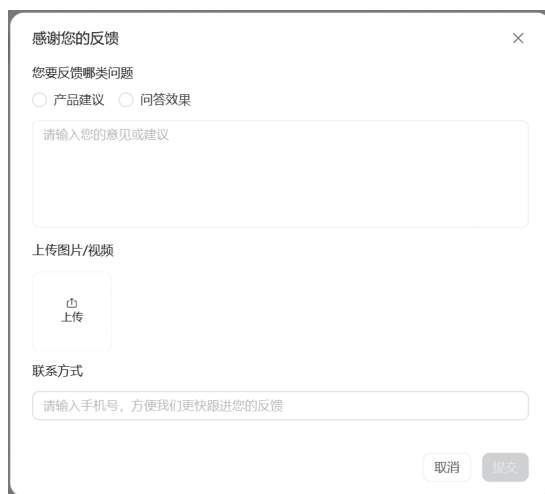 感谢您的反馈
您要反馈哪类问题
产品建议 问答效果
请输入您的意见或建议
上传图片/视频
上传
联系方式
请输入手机号，方便我们更快跟进您的反馈
取消 提交